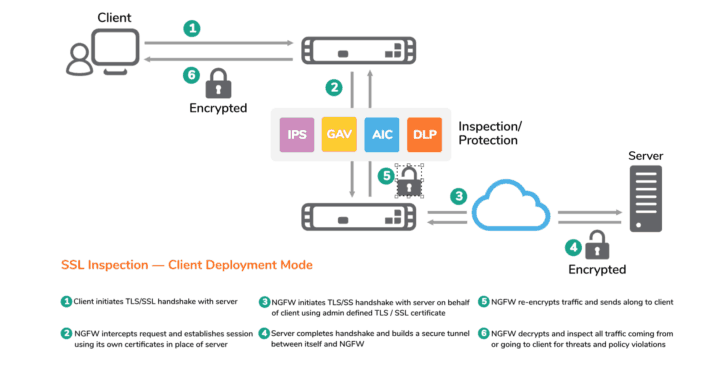 Client
1
6
Encrypted
2
IPS GAV AIC DLP
Inspection/
Protection
5
3
Server
4
Encrypted
SSL Inspection — Client Deployment Mode
1 Client initiates TLS/SSL handshake with server
2 NGFW intercepts request and establishes session
using its own certificates in place of server
3 NGFW initiates TLS/SS handshake with server on behalf
of client using admin defined TLS / SSL certificate
4 Server completes handshake and builds a secure tunnel
between itself and NGFW
5 NGFW re-encrypts traffic and sends along to client
6 NGFW decrypts and inspect all traffic coming from
or going to client for threats and policy violations